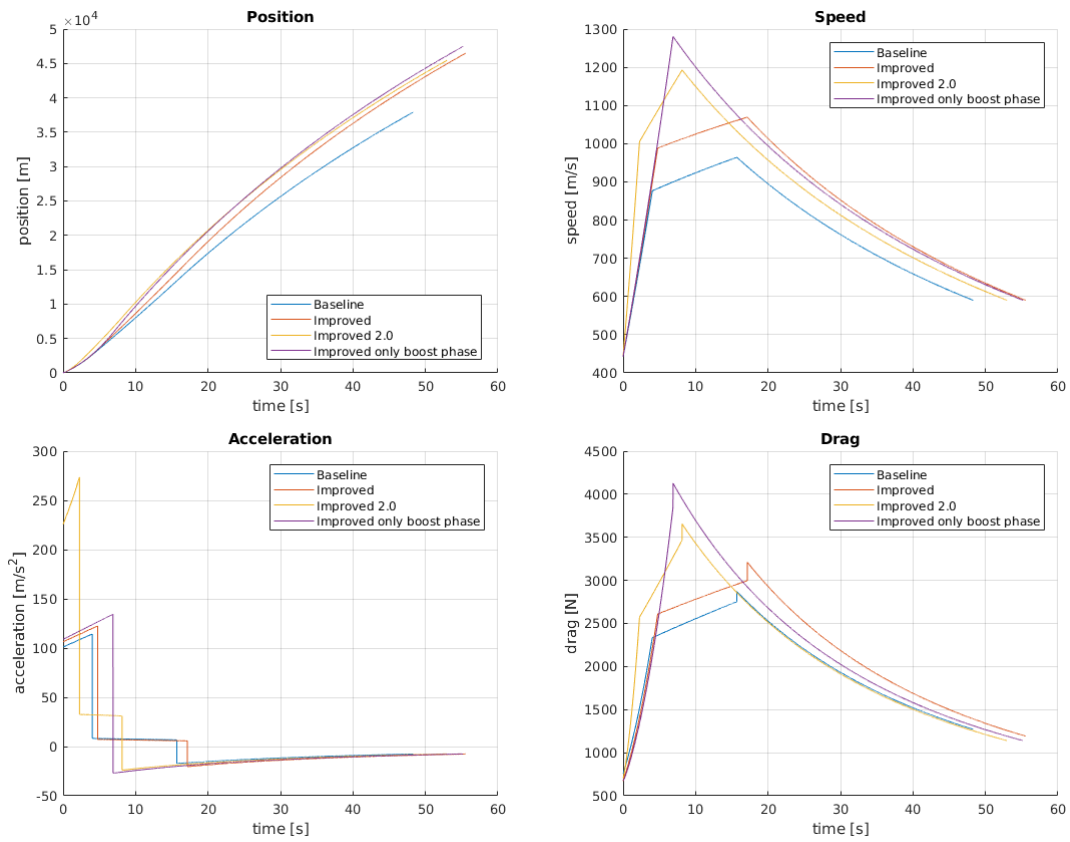 Position
×10⁴
5
4.5
4
3.5
3
2.5
2
1.5
1
0.5
0
position [m]
Baseline
Improved
Improved 2.0
Improved only boost phase
0 10 20 30 40 50 60
time [s]
Speed
1300
1200
1100
1000
900
800
700
600
500
400
speed [m/s]
Baseline
Improved
Improved 2.0
Improved only boost phase
0 10 20 30 40 50 60
time [s]
Acceleration
300
250
200
150
100
50
0
-50
acceleration [m/s²]
Baseline
Improved
Improved 2.0
Improved only boost phase
0 10 20 30 40 50 60
time [s]
Drag
4500
4000
3500
3000
2500
2000
1500
1000
500
drag [N]
Baseline
Improved
Improved 2.0
Improved only boost phase
0 10 20 30 40 50 60
time [s]